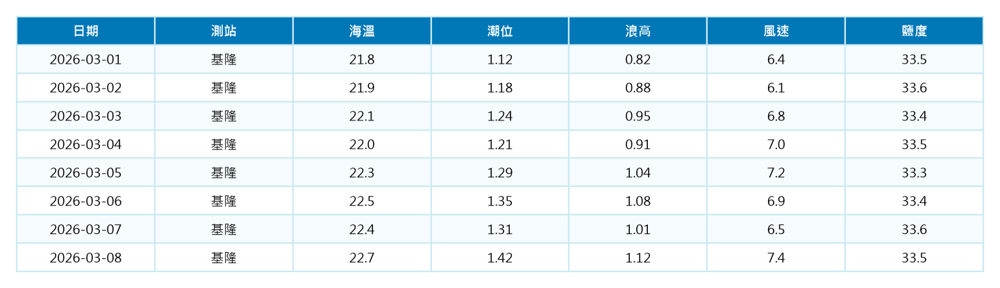 日期 測站 海溫 潮位 浪高 風速 鹽度
2026-03-01 基隆 21.8 1.12 0.82 6.4 33.5
2026-03-02 基隆 21.9 1.18 0.88 6.1 33.6
2026-03-03 基隆 22.1 1.24 0.95 6.8 33.4
2026-03-04 基隆 22.0 1.21 0.91 7.0 33.5
2026-03-05 基隆 22.3 1.29 1.04 7.2 33.3
2026-03-06 基隆 22.5 1.35 1.08 6.9 33.4
2026-03-07 基隆 22.4 1.31 1.01 6.5 33.6
2026-03-08 基隆 22.7 1.42 1.12 7.4 33.5